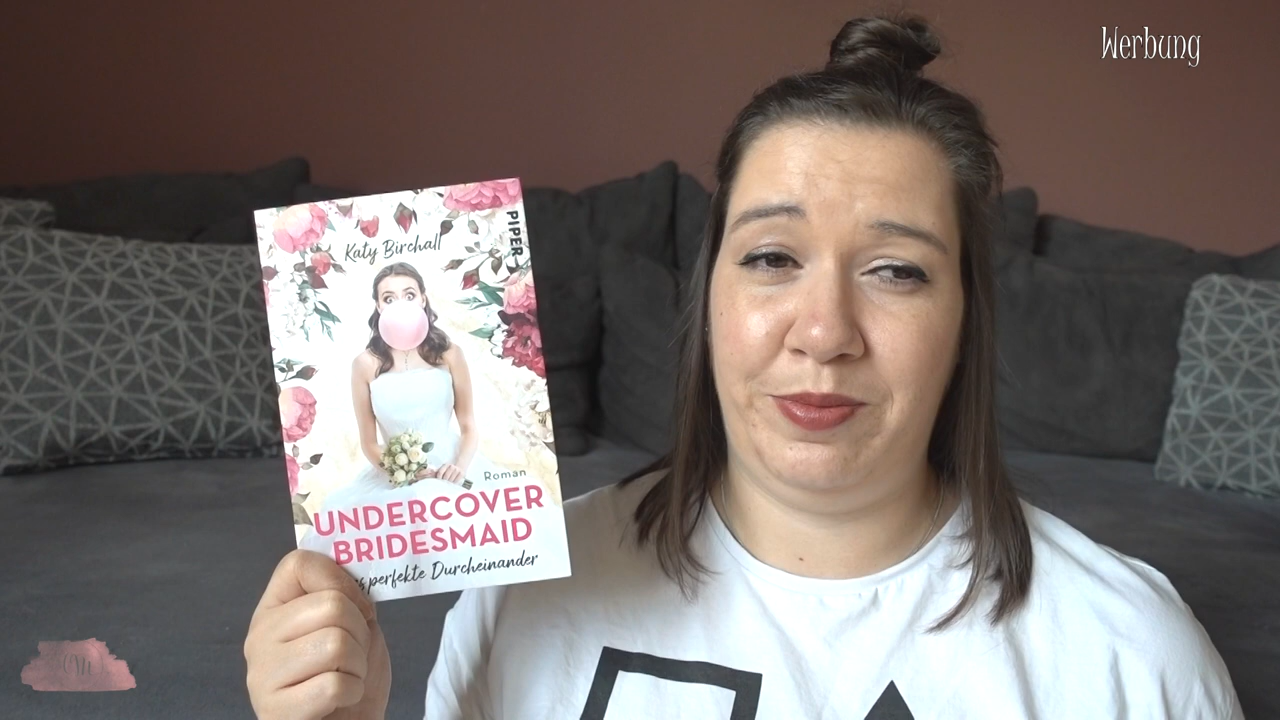 Werbung
PIPER
Katy Birchall
Roman
UNDERCOVER
BRIDESMAID
perfekte Durcheinander